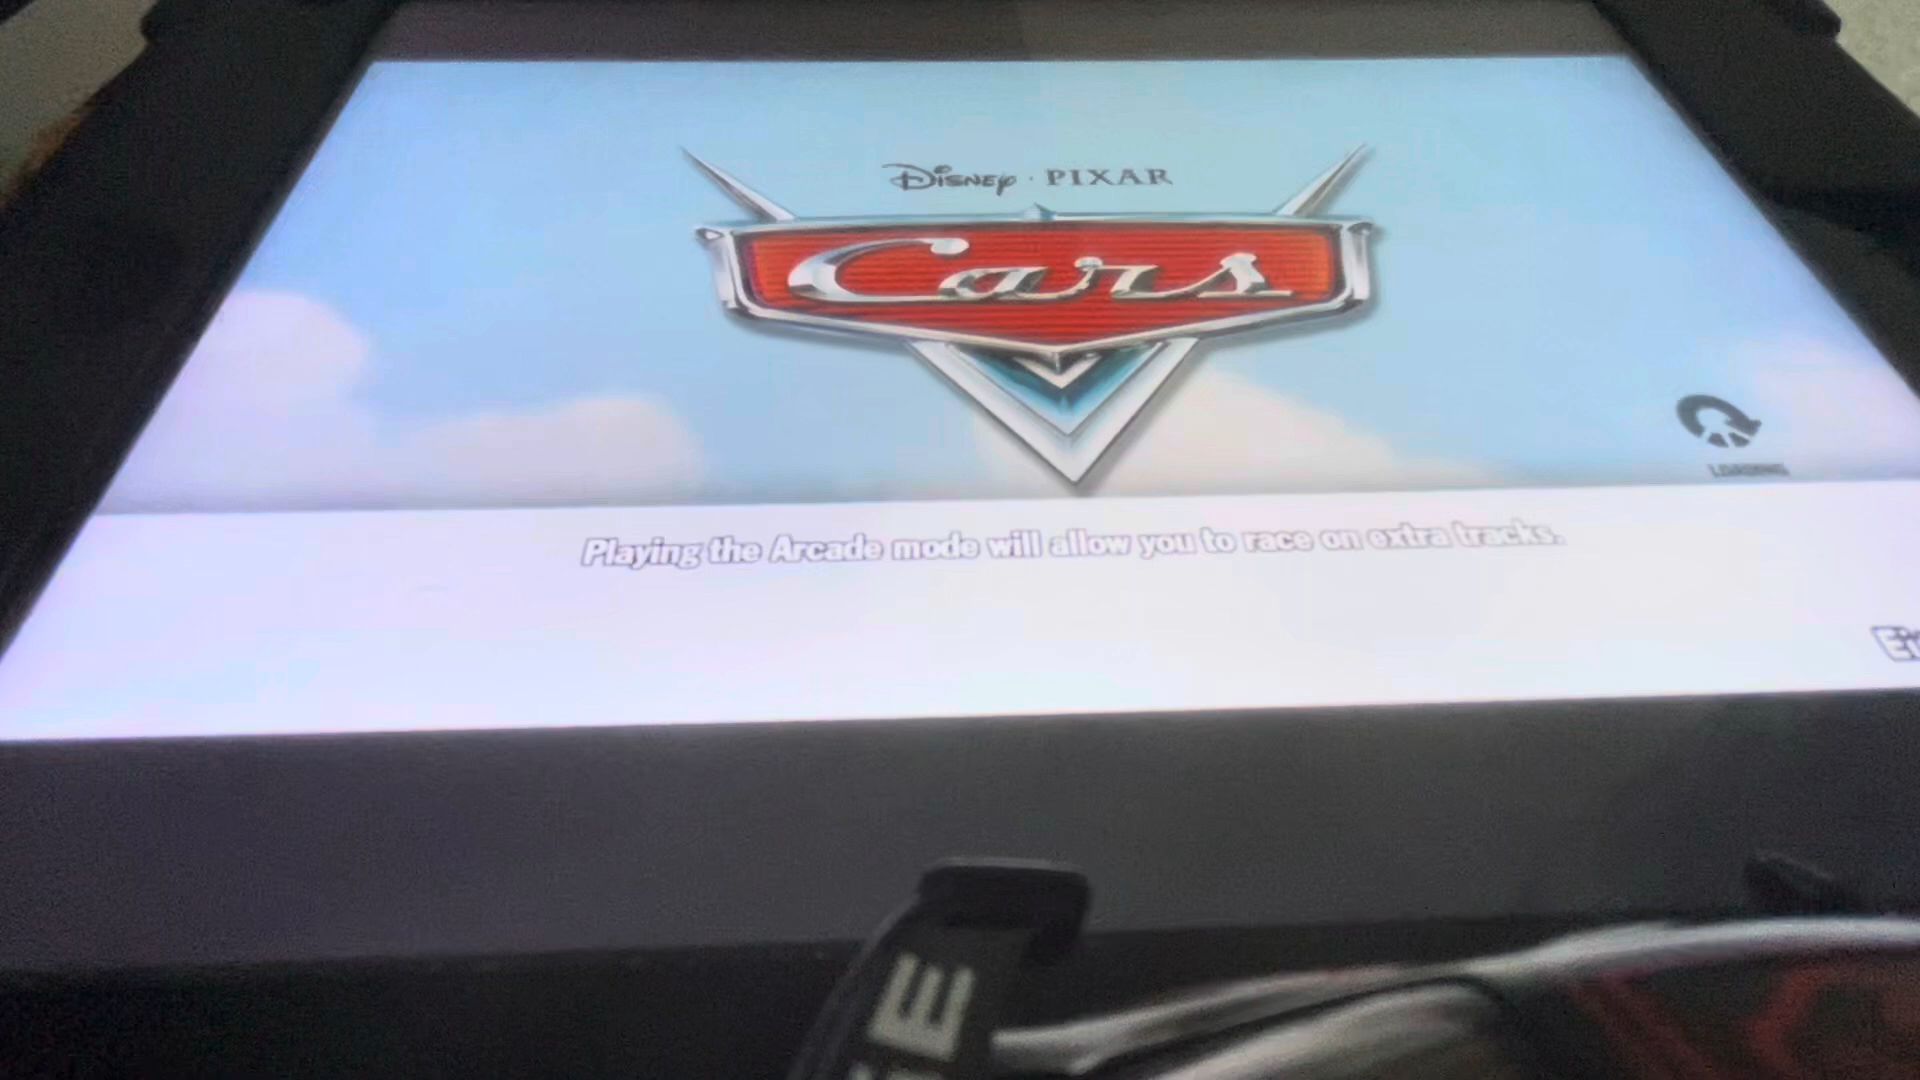 Disney · PIXAR
Cars
LOADING
Playing the Arcade mode will allow you to race on extra tracks.